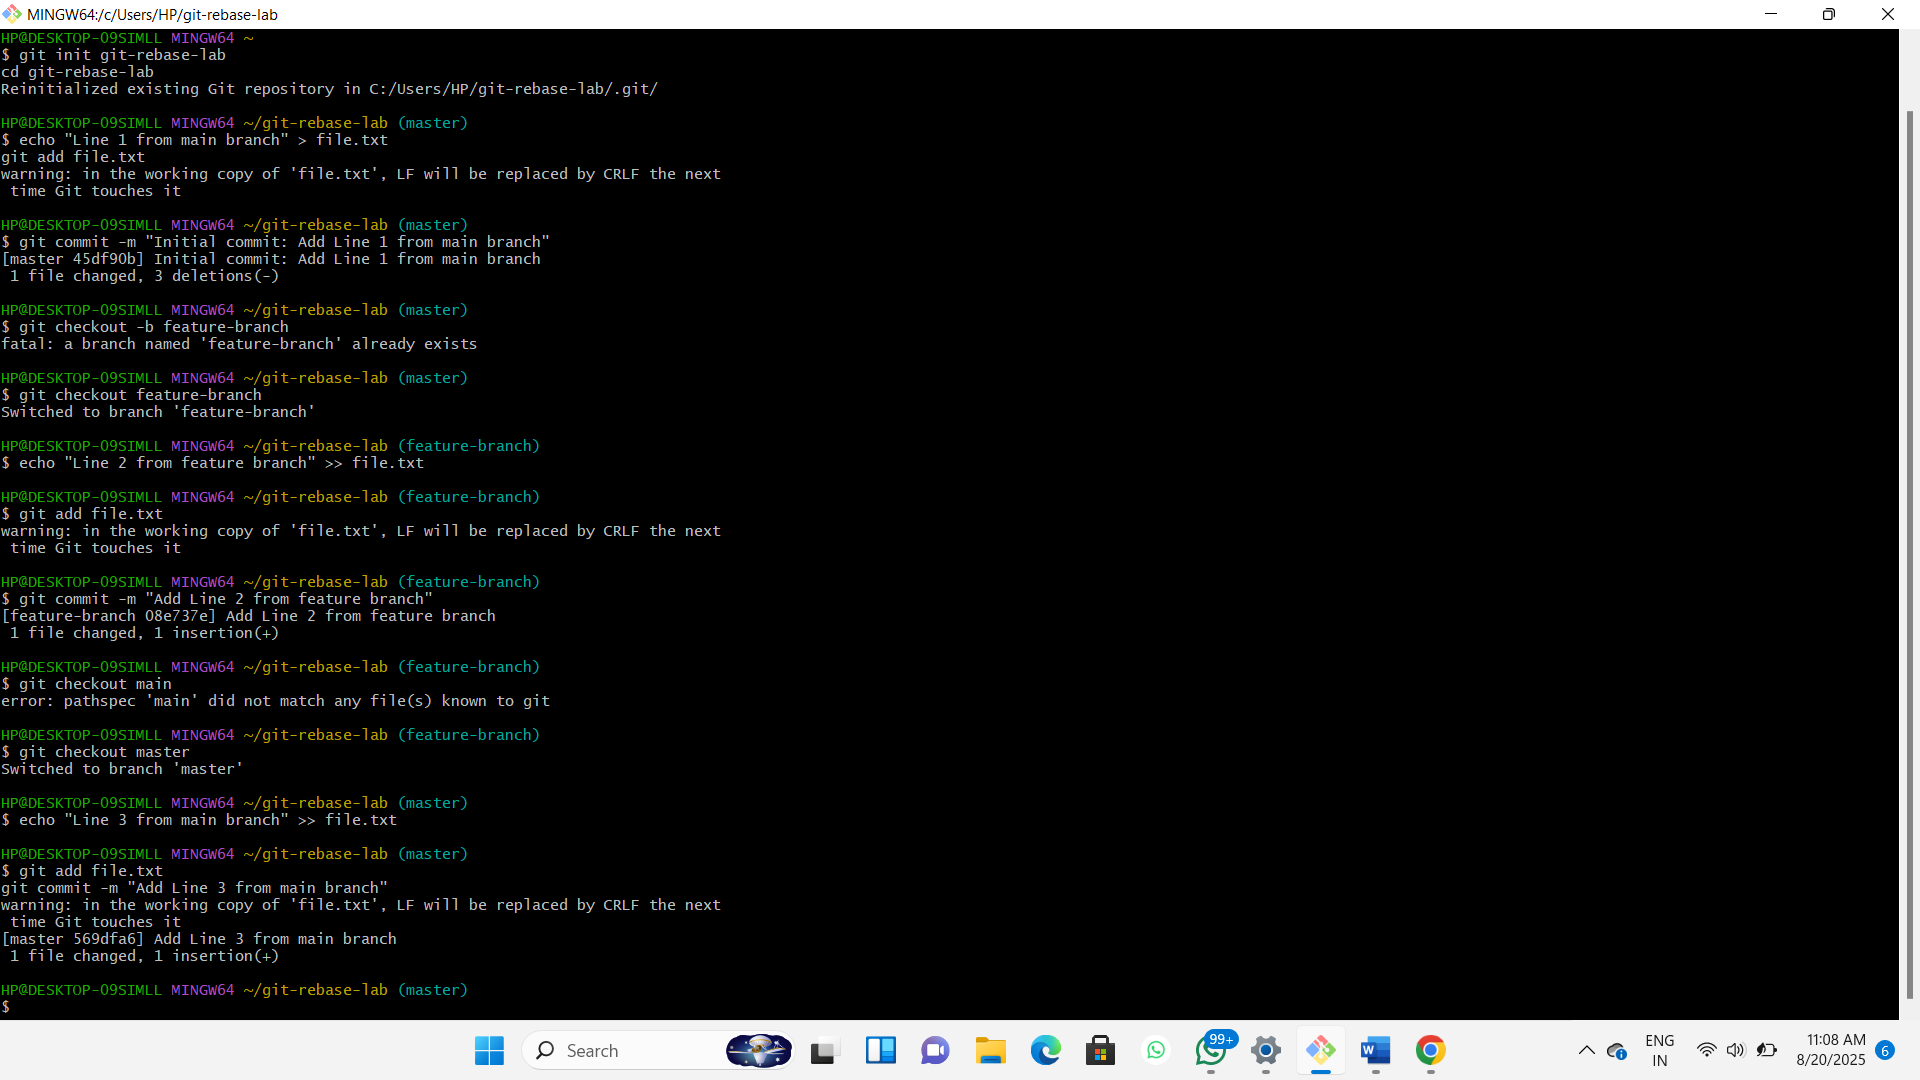 MINGW64:/c/Users/HP/git-rebase-lab
HP@DESKTOP-O9SIMLL MINGW64 ~
$ git init git-rebase-lab
cd git-rebase-lab
Reinitialized existing Git repository in C:/Users/HP/git-rebase-lab/.git/

HP@DESKTOP-O9SIMLL MINGW64 ~/git-rebase-lab (master)
$ echo "Line 1 from main branch" > file.txt
git add file.txt
warning: in the working copy of 'file.txt', LF will be replaced by CRLF the next
 time Git touches it

HP@DESKTOP-O9SIMLL MINGW64 ~/git-rebase-lab (master)
$ git commit -m "Initial commit: Add Line 1 from main branch"
[master 45df90b] Initial commit: Add Line 1 from main branch
 1 file changed, 3 deletions(-)

HP@DESKTOP-O9SIMLL MINGW64 ~/git-rebase-lab (master)
$ git checkout -b feature-branch
fatal: a branch named 'feature-branch' already exists

HP@DESKTOP-O9SIMLL MINGW64 ~/git-rebase-lab (master)
$ git checkout feature-branch
Switched to branch 'feature-branch'

HP@DESKTOP-O9SIMLL MINGW64 ~/git-rebase-lab (feature-branch)
$ echo "Line 2 from feature branch" >> file.txt

HP@DESKTOP-O9SIMLL MINGW64 ~/git-rebase-lab (feature-branch)
$ git add file.txt
warning: in the working copy of 'file.txt', LF will be replaced by CRLF the next
 time Git touches it

HP@DESKTOP-O9SIMLL MINGW64 ~/git-rebase-lab (feature-branch)
$ git commit -m "Add Line 2 from feature branch"
[feature-branch 08e737e] Add Line 2 from feature branch
 1 file changed, 1 insertion(+)

HP@DESKTOP-O9SIMLL MINGW64 ~/git-rebase-lab (feature-branch)
$ git checkout main
error: pathspec 'main' did not match any file(s) known to git

HP@DESKTOP-O9SIMLL MINGW64 ~/git-rebase-lab (feature-branch)
$ git checkout master
Switched to branch 'master'

HP@DESKTOP-O9SIMLL MINGW64 ~/git-rebase-lab (master)
$ echo "Line 3 from main branch" >> file.txt

HP@DESKTOP-O9SIMLL MINGW64 ~/git-rebase-lab (master)
$ git add file.txt
git commit -m "Add Line 3 from main branch"
warning: in the working copy of 'file.txt', LF will be replaced by CRLF the next
 time Git touches it
[master 569dfa6] Add Line 3 from main branch
 1 file changed, 1 insertion(+)

HP@DESKTOP-O9SIMLL MINGW64 ~/git-rebase-lab (master)
$
Search
99+
W
ENG
IN
11:08 AM
8/20/2025
6